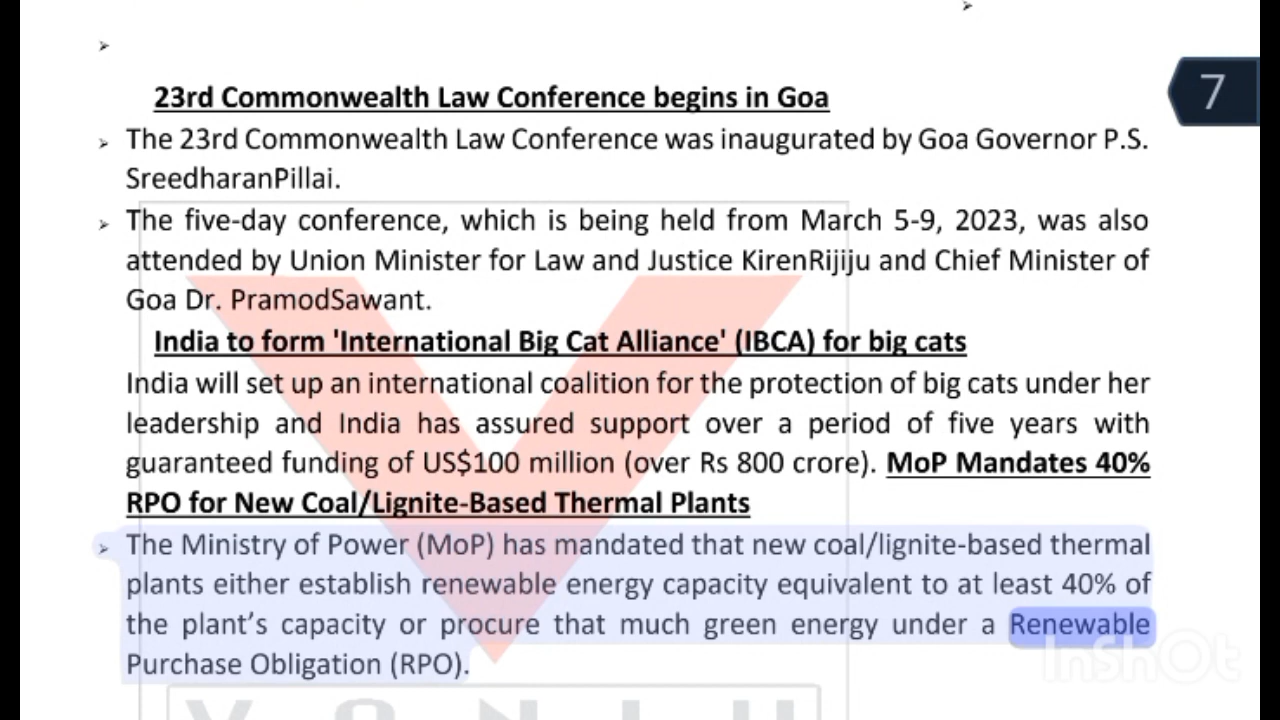 7
23rd Commonwealth Law Conference begins in Goa
➢ The 23rd Commonwealth Law Conference was inaugurated by Goa Governor P.S.
SreedharanPillai.
➢ The five-day conference, which is being held from March 5-9, 2023, was also
attended by Union Minister for Law and Justice KirenRijiju and Chief Minister of
Goa Dr. PramodSawant.
India to form 'International Big Cat Alliance' (IBCA) for big cats
India will set up an international coalition for the protection of big cats under her
leadership and India has assured support over a period of five years with
guaranteed funding of US$100 million (over Rs 800 crore). MoP Mandates 40%
RPO for New Coal/Lignite-Based Thermal Plants
➢ The Ministry of Power (MoP) has mandated that new coal/lignite-based thermal
plants either establish renewable energy capacity equivalent to at least 40% of
the plant’s capacity or procure that much green energy under a Renewable
Purchase Obligation (RPO).
InShOt